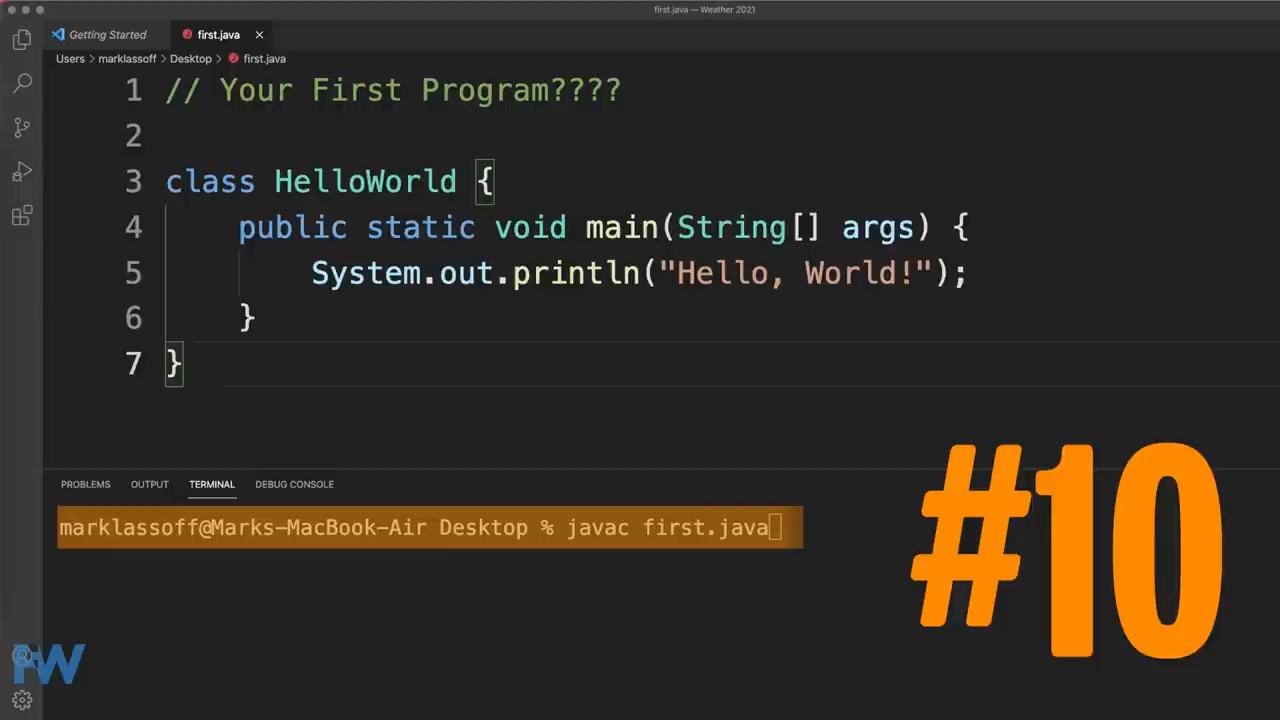 first.java — Weather 2021
Getting Started
first.java ×
Users > marklassoff > Desktop > first.java
1 // Your First Program????
2
3 class HelloWorld {
4 public static void main(String[] args) {
5 System.out.println("Hello, World!");
6 }
7 }
PROBLEMS OUTPUT TERMINAL DEBUG CONSOLE
marklassoff@Marks-MacBook-Air Desktop % javac first.java
#10